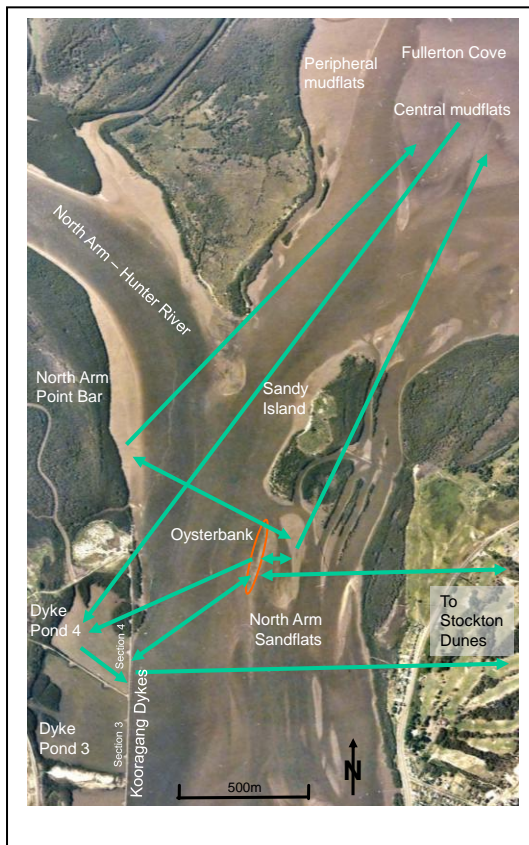 Fullerton Cove
Peripheral
mudflats
Central mudflats
North Arm – Hunter River
North Arm
Point Bar
Sandy
Island
Oysterbank
Dyke
Pond 4
Section 4
North Arm
Sandflats
To
Stockton
Dunes
Kooragang Dykes
Dyke
Pond 3
Section 3
500m
N